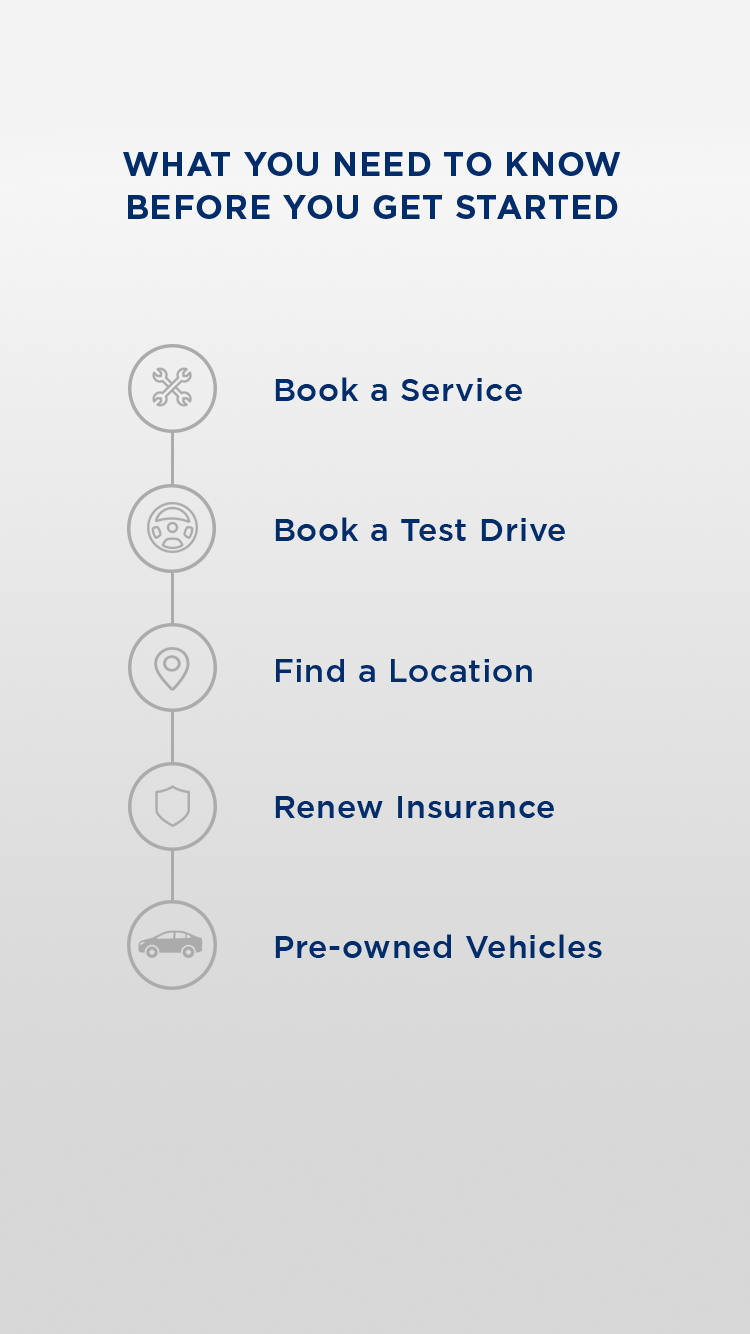 WHAT YOU NEED TO KNOW
BEFORE YOU GET STARTED
Book a Service
Book a Test Drive
Find a Location
Renew Insurance
Pre-owned Vehicles